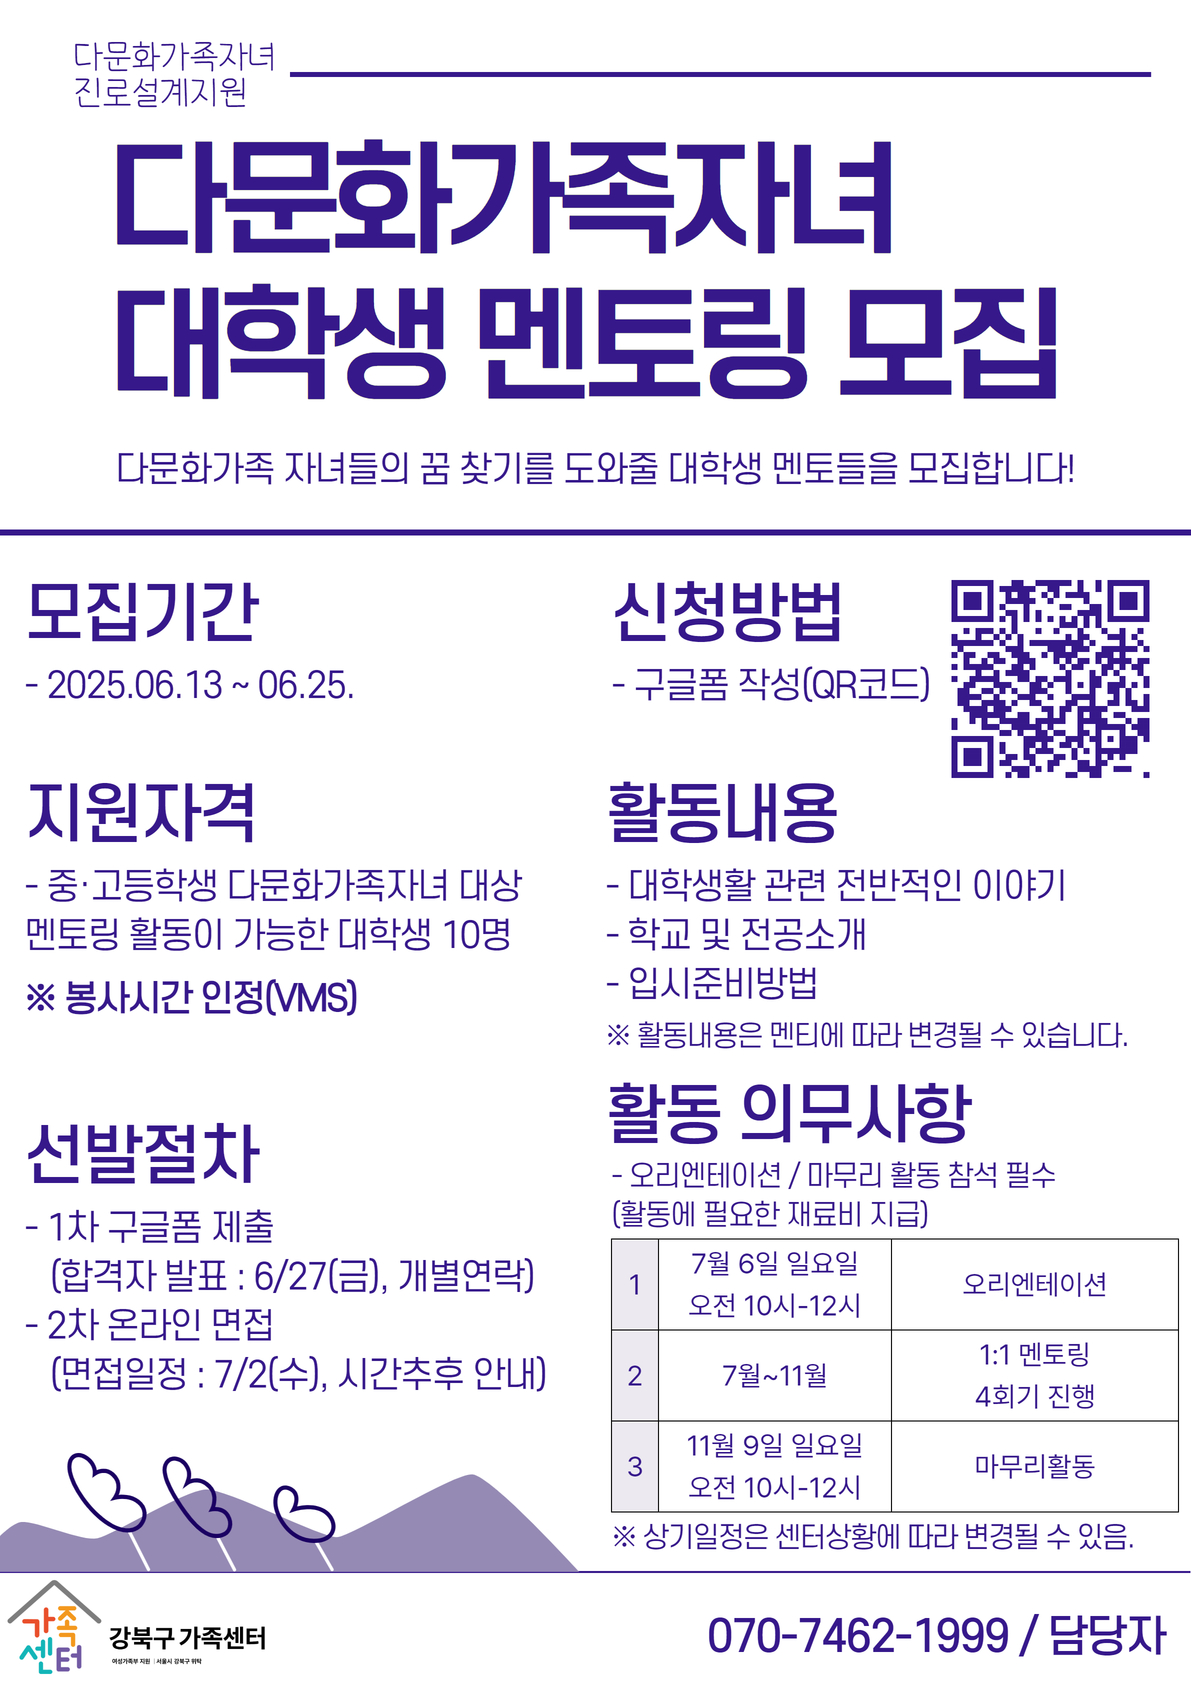 다문화가족자녀
진로설계지원
다문화가족자녀
대학생 멘토링 모집
다문화가족 자녀들의 꿈 찾기를 도와줄 대학생 멘토들을 모집합니다!
모집기간
- 2025.06.13 ~ 06.25.
신청방법
- 구글폼 작성(QR코드)
지원자격
- 중·고등학생 다문화가족자녀 대상
멘토링 활동이 가능한 대학생 10명
※ 봉사시간 인정(VMS)
활동내용
- 대학생활 관련 전반적인 이야기
- 학교 및 전공소개
- 입시준비방법
※ 활동내용은 멘티에 따라 변경될 수 있습니다.
선발절차
- 1차 구글폼 제출
(합격자 발표 : 6/27(금), 개별연락)
- 2차 온라인 면접
(면접일정 : 7/2(수), 시간추후 안내)
활동 의무사항
- 오리엔테이션 / 마무리 활동 참석 필수
(활동에 필요한 재료비 지급)
1
7월 6일 일요일
오전 10시-12시
오리엔테이션
2
7월~11월
1:1 멘토링
4회기 진행
3
11월 9일 일요일
오전 10시-12시
마무리활동
※ 상기일정은 센터상황에 따라 변경될 수 있음.
가족
센터
강북구 가족센터
여성가족부 지원 | 서울시 강북구 위탁
070-7462-1999 / 담당자